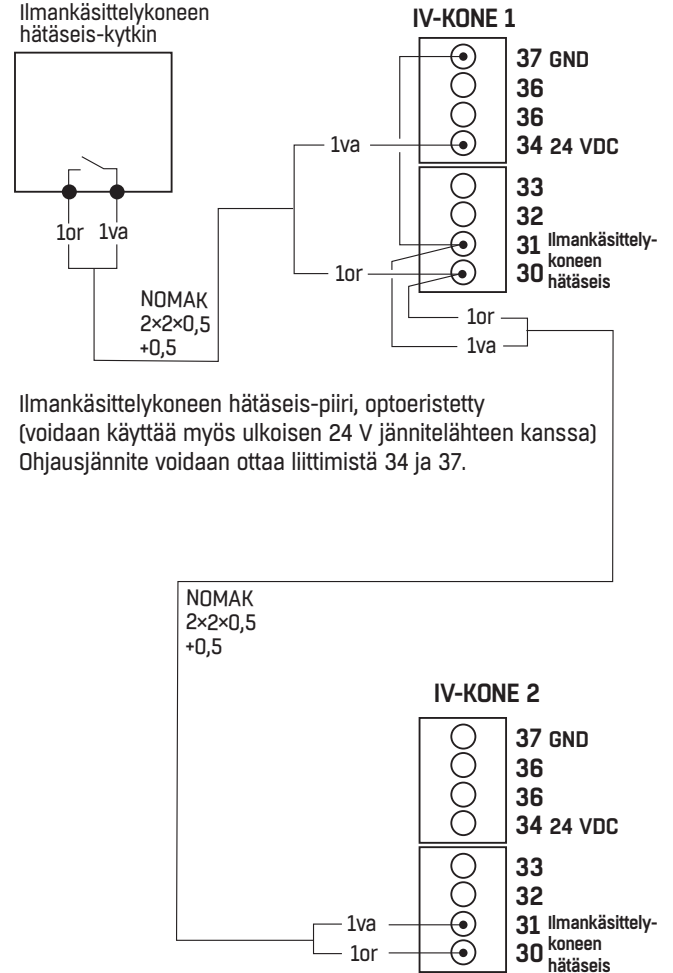 Ilmankäsittelykoneen
hätäseis-kytkin
IV-KONE 1
37 GND
36
36
34 24 VDC
33
32
31 Ilmankäsittely-
koneen
30 hätäseis
1va
1or
1or 1va
NOMAK
2×2×0,5
+0,5
1or
1va
Ilmankäsittelykoneen hätäseis-piiri, optoeristetty
(voidaan käyttää myös ulkoisen 24 V jännitelähteen kanssa)
Ohjausjännite voidaan ottaa liittimistä 34 ja 37.
NOMAK
2×2×0,5
+0,5
IV-KONE 2
37 GND
36
36
34 24 VDC
33
32
31 Ilmankäsittely-
koneen
30 hätäseis
1va
1or